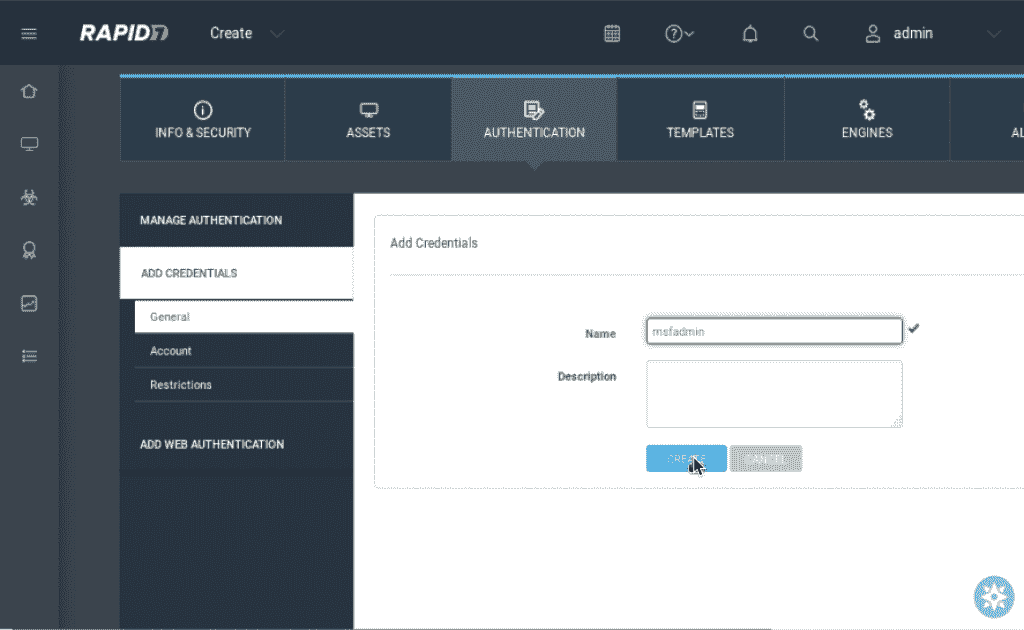 RAPID7
Create
admin
INFO & SECURITY
ASSETS
AUTHENTICATION
TEMPLATES
ENGINES
AL
MANAGE AUTHENTICATION
ADD CREDENTIALS
General
Account
Restrictions
ADD WEB AUTHENTICATION
Add Credentials
Name
msfadmin
Description
CREATE
CANCEL